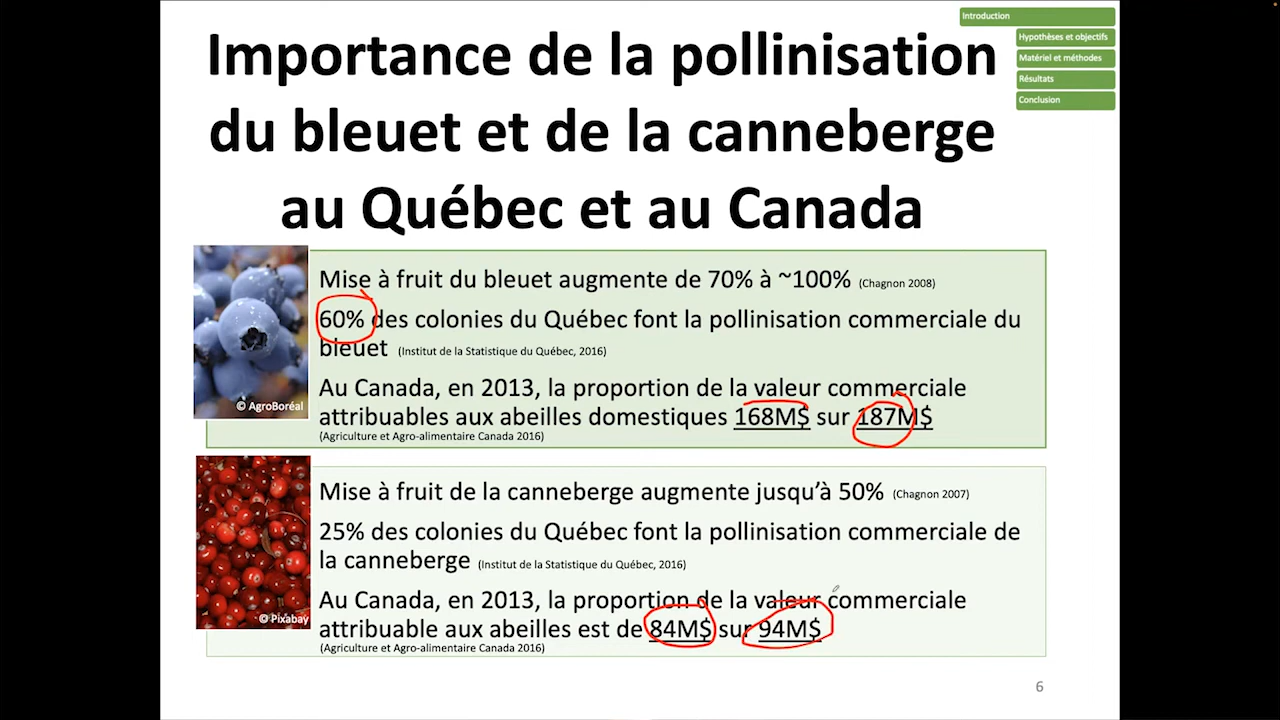 Introduction
Hypothèses et objectifs
Matériel et méthodes
Résultats
Conclusion
Importance de la pollinisation
du bleuet et de la canneberge
au Québec et au Canada
Mise à fruit du bleuet augmente de 70% à ~100% (Chagnon 2008)
60% des colonies du Québec font la pollinisation commerciale du
bleuet (Institut de la Statistique du Québec, 2016)
Au Canada, en 2013, la proportion de la valeur commerciale
attribuables aux abeilles domestiques 168M$ sur 187M$
(Agriculture et Agro-alimentaire Canada 2016)
© AgroBoréal
Mise à fruit de la canneberge augmente jusqu'à 50% (Chagnon 2007)
25% des colonies du Québec font la pollinisation commerciale de
la canneberge (Institut de la Statistique du Québec, 2016)
Au Canada, en 2013, la proportion de la valeur commerciale
attribuable aux abeilles est de 84M$ sur 94M$
(Agriculture et Agro-alimentaire Canada 2016)
© Pixabay
6